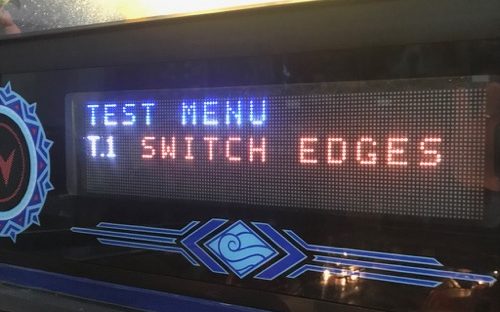 TEST MENU
T.1 SWITCH EDGES